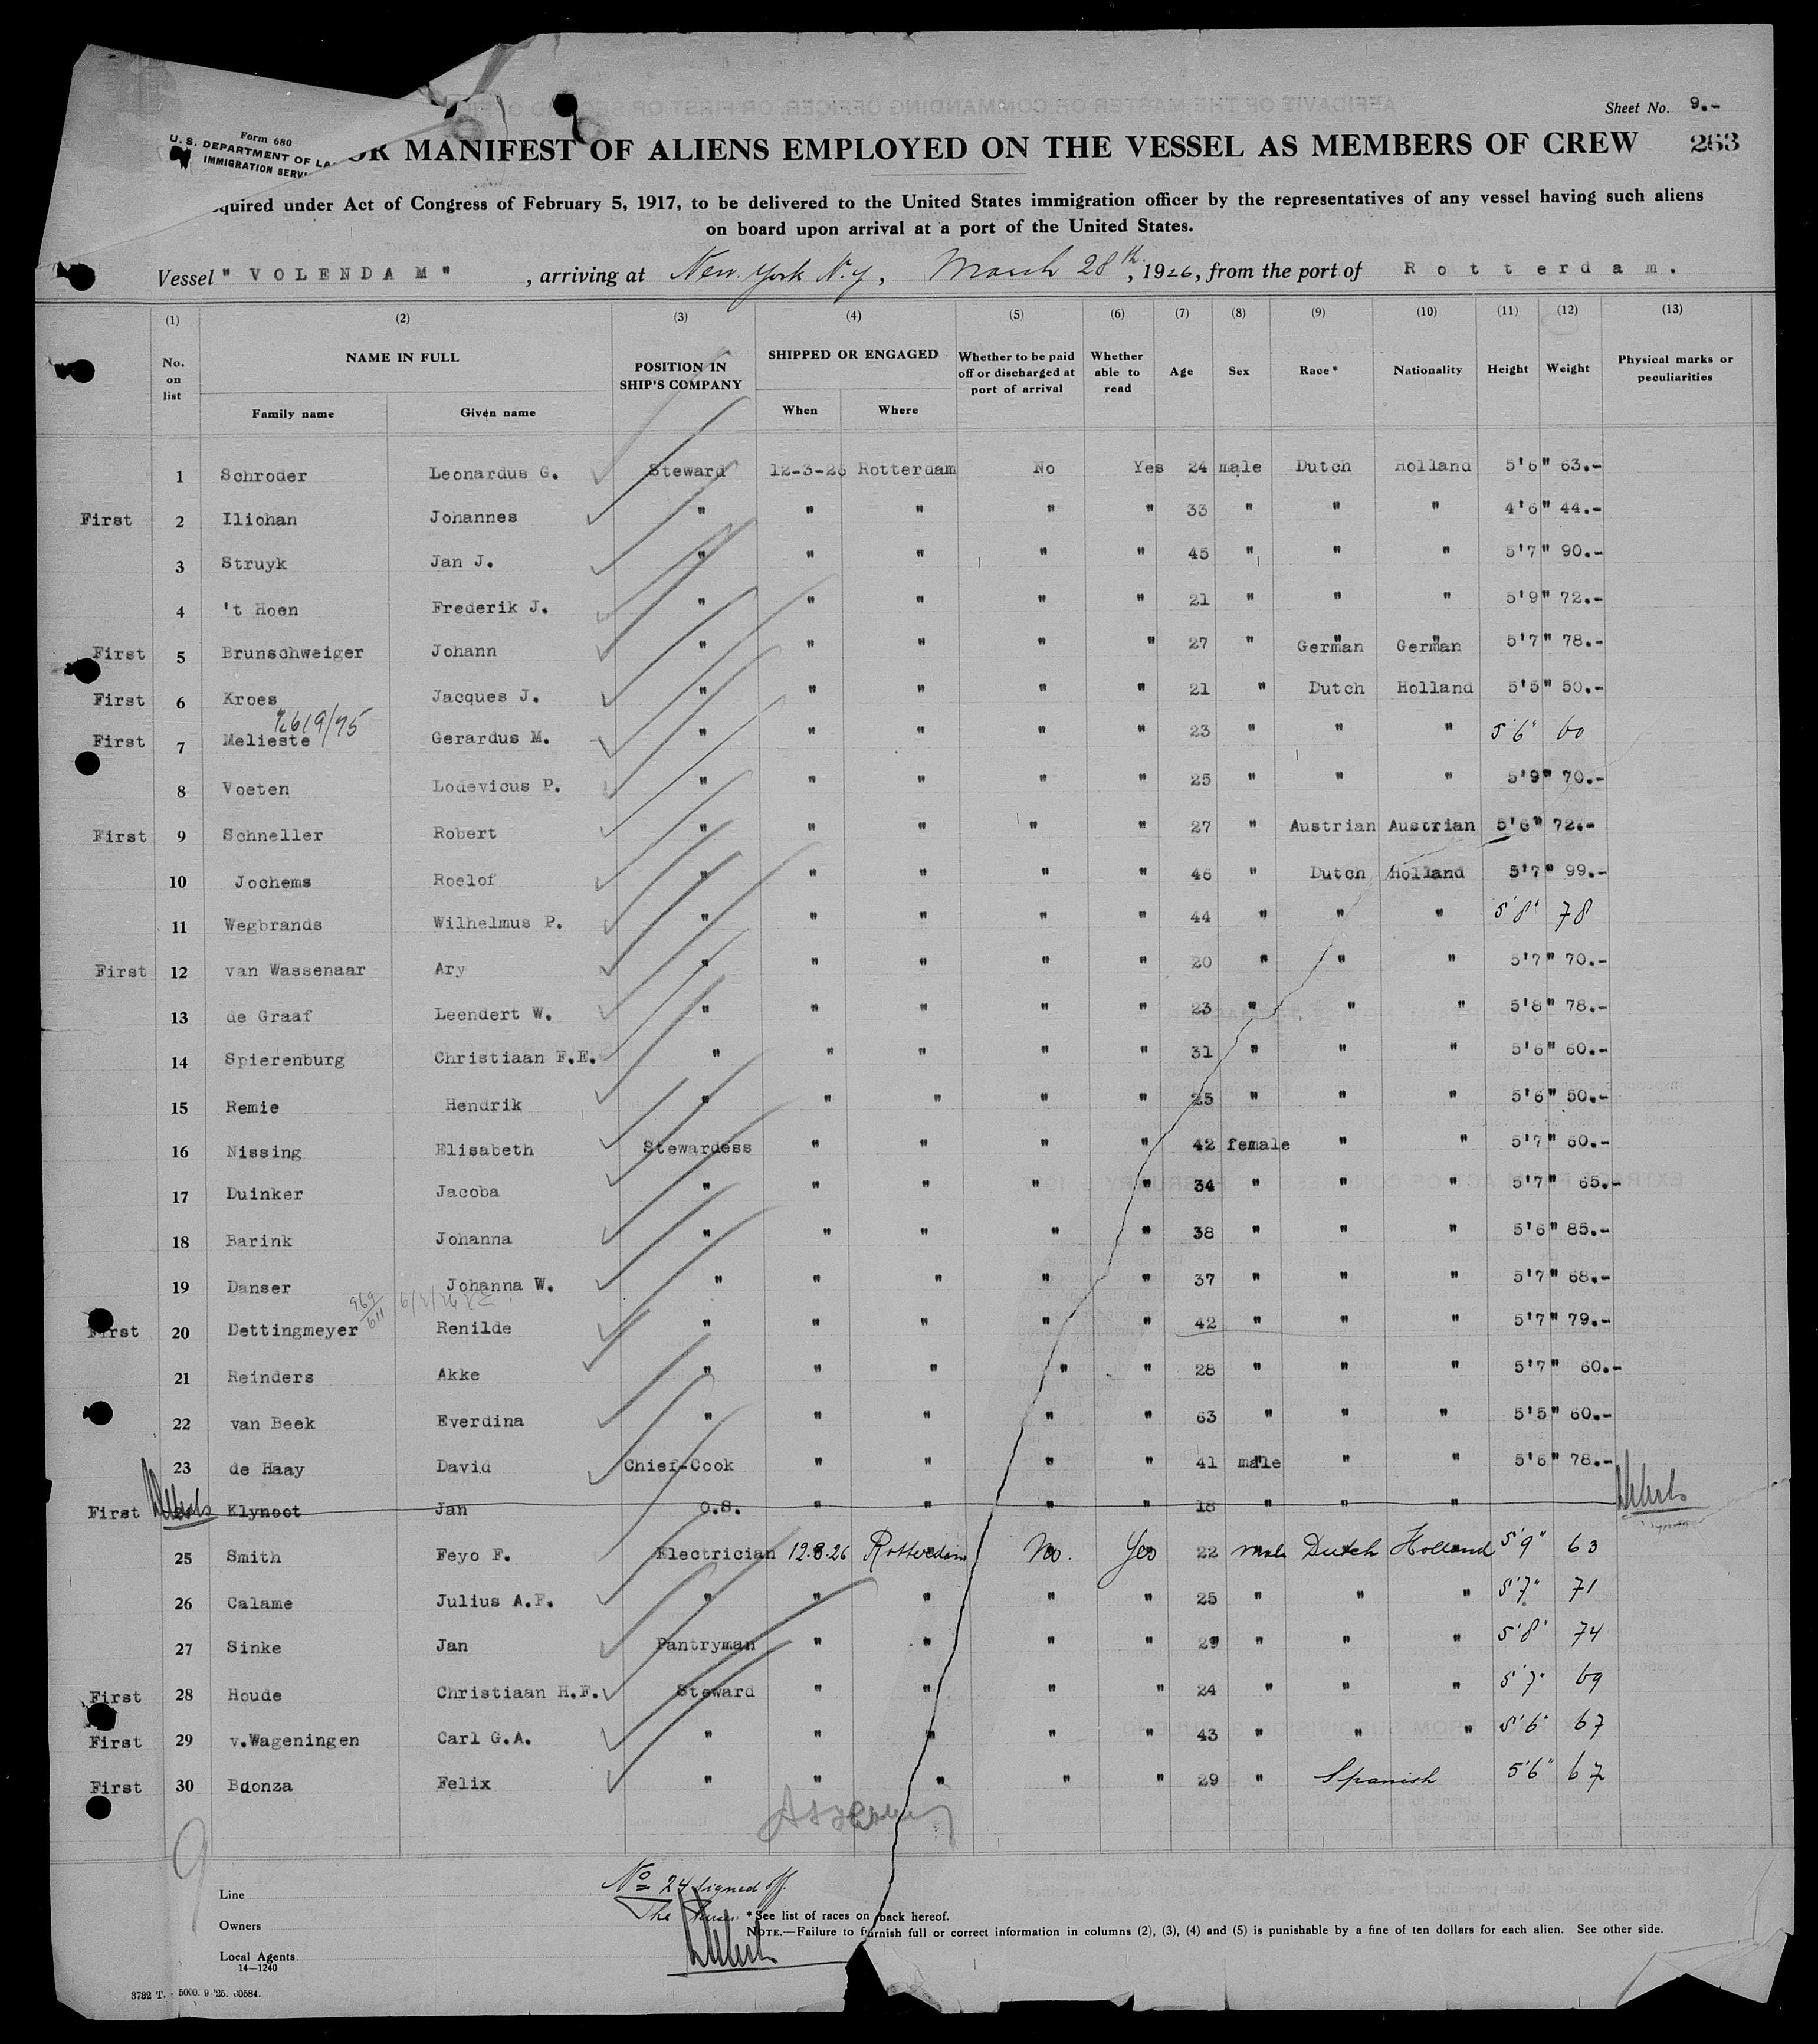 Sheet No. 9.-
Form 680
U. S. DEPARTMENT OF LA
IMMIGRATION SERV
OR MANIFEST OF ALIENS EMPLOYED ON THE VESSEL AS MEMBERS OF CREW 263
quired under Act of Congress of February 5, 1917, to be delivered to the United States immigration officer by the representatives of any vessel having such aliens
on board upon arrival at a port of the United States.
Vessel "VOLENDAM", arriving at New York N.Y, March 28th, 1926, from the port of Rotterdam.
(1) (2) (3) (4) (5) (6) (7) (8) (9) (10) (11) (12) (13)
No. on list NAME IN FULL Family name Given name POSITION IN SHIP'S COMPANY SHIPPED OR ENGAGED When Where Whether to be paid off or discharged at port of arrival Whether able to read Age Sex Race* Nationality Height Weight Physical marks or peculiarities
1 Schroder Leonardus G. Steward 12-3-26 Rotterdam No Yes 24 male Dutch Holland 5'6" 63.-
First 2 Iliohan Johannes " " " " " 33 " " " 4'6" 44.-
3 Struyk Jan J. " " " " " 45 " " " 5'7" 90.-
4 't Hoen Frederik J. " " " " " 21 " " " 5'9" 72.-
First 5 Brunschweiger Johann " " " " " 27 " German German 5'7" 78.-
First 6 Kroes Jacques J. " " " " " 21 " Dutch Holland 5'5" 50.-
First 7 Melieste Gerardus M. " " " " " 23 " " " 5'6" 60
8 Voeten Lodevicus P. " " " " " 25 " " " 5'9" 70.-
First 9 Schneller Robert " " " " " 27 " Austrian Austrian 5'6" 72.-
10 Jochems Roelof " " " " " 46 " Dutch Holland 5'7" 99.-
11 Wegbrands Wilhelmus P. " " " " " 44 " " " 5'8" 78
First 12 van Wassenaar Ary " " " " " 20 " " " 5'7" 70.-
13 de Graaf Leendert W. " " " " " 23 " " " 5'8" 78.-
14 Spierenburg Christiaan F.E. " " " " " 31 " " " 5'6" 60.-
15 Remie Hendrik " " " " " 25 " " " 5'6" 50.-
16 Nissing Elisabeth Stewardess " " " " 42 female " " 5'7" 60.-
17 Duinker Jacoba " " " " " 34 " " " 5'7" 65.-
18 Barink Johanna " " " " " 38 " " " 5'6" 85.-
19 Danser Johanna W. " " " " " 37 " " " 5'7" 68.-
First 20 Dettingmeyer Renilde " " " " " 42 " " " 5'7" 79.-
21 Reinders Akke " " " " " 28 " " " 5'7" 60.-
22 van Beek Everdina " " " " " 63 " " " 5'5" 60.-
23 de Haay David Chief-Cook " " " " 41 male " " 5'6" 78.-
First 24 Klynoot Jan O.S. " " " " 18 " " "
25 Smith Feyo F. Electrician 12.3.26 Rotterdam No. Yes 22 male Dutch Holland 5'9" 63
26 Calame Julius A.F. " " " " " 25 " " " 5'7" 71
27 Sinke Jan Pantryman " " " " 29 " " " 5'8" 74
First 28 Houde Christiaan H.F. Steward " " " " 24 " " " 5'7" 69
First 29 v.Wageningen Carl G.A. " " " " " 43 " " " 5'6" 67
First 30 Baonza Felix " " " " " 29 " Spanish 5'6" 67
9
No 24 signed off.
The Purser
Line
Owners
Local Agents
14—1240
* See list of races on back hereof.
NOTE.—Failure to furnish full or correct information in columns (2), (3), (4) and (5) is punishable by a fine of ten dollars for each alien. See other side.
3782 T. - 5000. 9 '25. 60584.